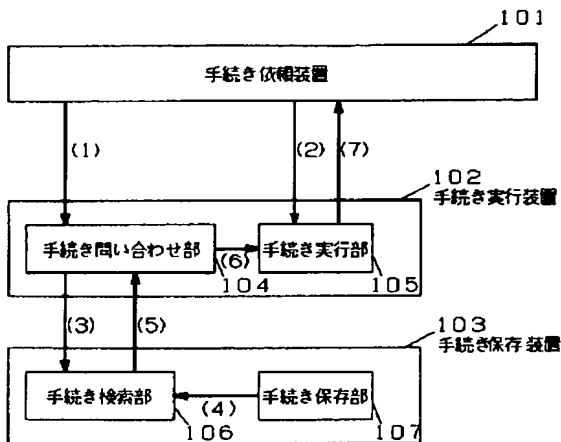 101
手続き依頼装置
(1)
(2)
(7)
102
手続き実行装置
手続き問い合わせ部
(6)
手続き実行部
104
105
(3)
(5)
103
手続き保存装置
手続き検索部
(4)
手続き保存部
106
107